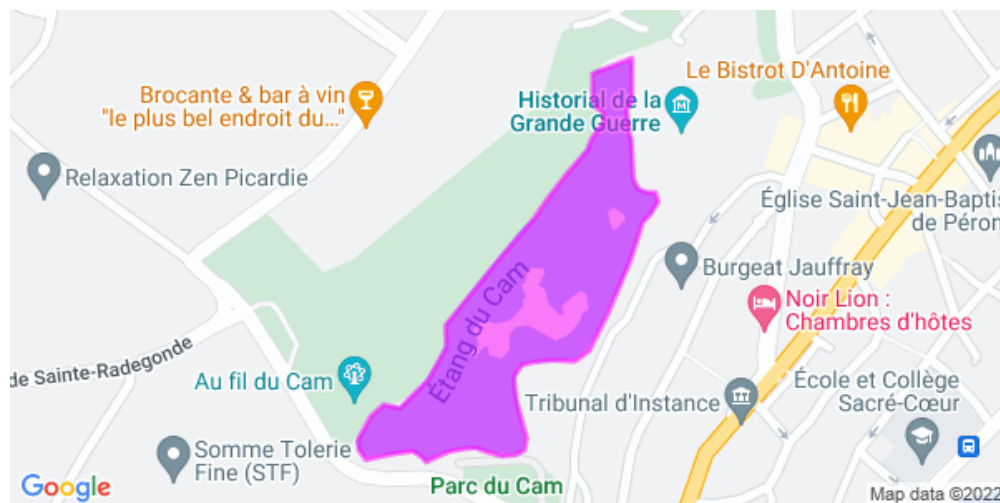 Le Bistrot D'Antoine
Brocante & bar à vin
"le plus bel endroit du..."
Historial de la
Grande Guerre
Relaxation Zen Picardie
Église Saint-Jean-Baptis
de Péron
Burgeat Jauffray
Étang du Cam
Noir Lion :
Chambres d'hôtes
de Sainte-Radegonde
Au fil du Cam
Tribunal d'Instance
École et Collège
Sacré-Cœur
Somme Tolerie
Fine (STF)
Parc du Cam
Google
Map data ©2022